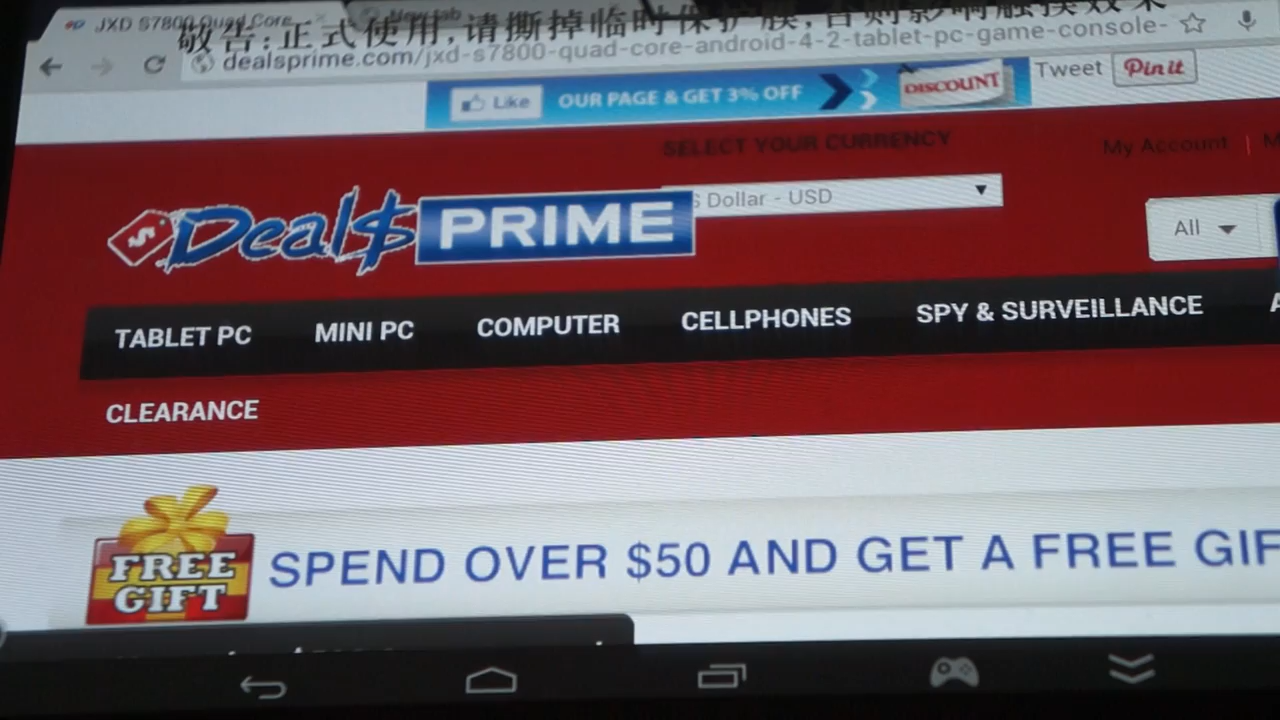 JXD S7800 Quad Core
敬告:正式使用,请撕掉临时保护膜,否则影响触摸效果
dealsprime.com/jxd-s7800-quad-core-android-4-2-tablet-pc-game-console-
Like
OUR PAGE & GET 3% OFF
DISCOUNT
Tweet
Pin it
SELECT YOUR CURRENCY
My Account
Deal$ PRIME
Dollar - USD
All
TABLET PC
MINI PC
COMPUTER
CELLPHONES
SPY & SURVEILLANCE
CLEARANCE
FREE
GIFT
SPEND OVER $50 AND GET A FREE GIF